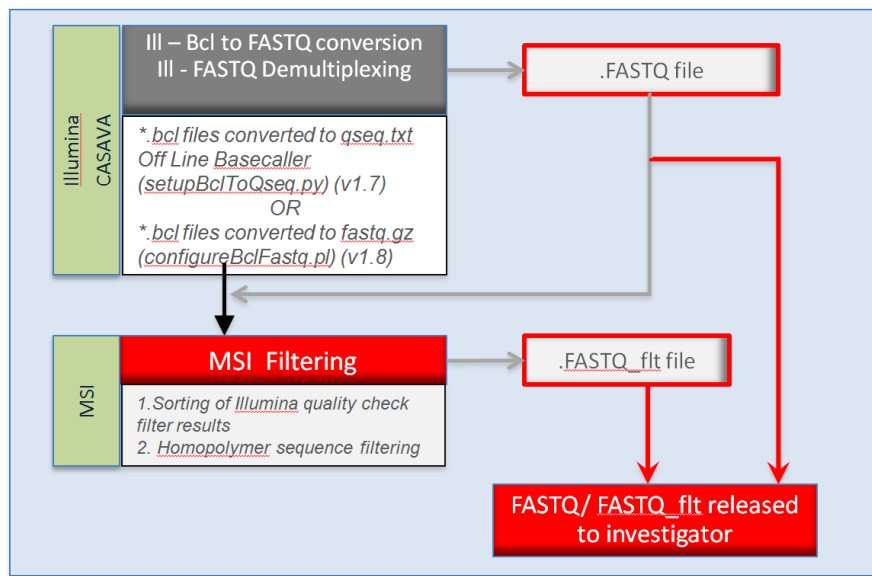 Illumina
CASAVA
Ill – Bcl to FASTQ conversion
Ill - FASTQ Demultiplexing
.FASTQ file
*.bcl files converted to qseq.txt
Off Line Basecaller
(setupBclToQseq.py) (v1.7)
OR
*.bcl files converted to fastq.gz
(configureBclFastq.pl) (v1.8)
MSI
MSI Filtering
.FASTQ_flt file
1.Sorting of Illumina quality check
filter results
2. Homopolymer sequence filtering
FASTQ/ FASTQ_flt released
to investigator